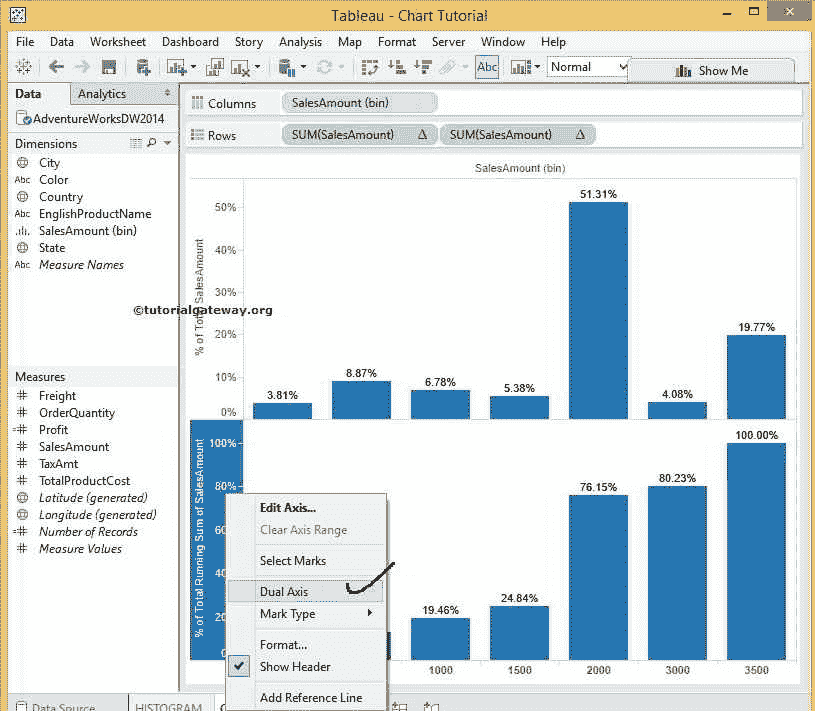 Tableau - Chart Tutorial
File Data Worksheet Dashboard Story Analysis Map Format Server Window Help
Abc Normal Show Me
Data Analytics
AdventureWorksDW2014
Dimensions
City
Abc Color
Country
Abc EnglishProductName
SalesAmount (bin)
State
Abc Measure Names
Measures
Freight
OrderQuantity
Profit
SalesAmount
TaxAmt
TotalProductCost
Latitude (generated)
Longitude (generated)
Number of Records
Measure Values
Columns SalesAmount (bin)
Rows SUM(SalesAmount) Δ SUM(SalesAmount) Δ
SalesAmount (bin)
% of Total SalesAmount
50%
40%
30%
20%
10%
0%
3.81% 8.87% 6.78% 5.38% 51.31% 4.08% 19.77%
©tutorialgateway.org
% of Total Running Sum of SalesAmount
100%
80%
19.46% 24.84% 76.15% 80.23% 100.00%
1000 1500 2000 3000 3500
Edit Axis...
Clear Axis Range
Select Marks
Dual Axis
Mark Type
Format...
Show Header
Add Reference Line
Data Source HISTOGRAM